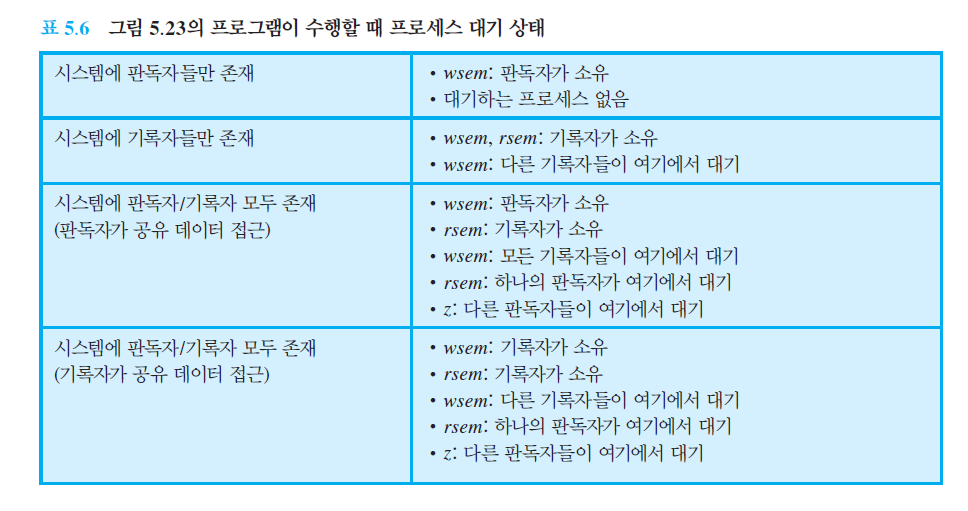 표 5.6 그림 5.23의 프로그램이 수행할 때 프로세스 대기 상태
시스템에 판독자들만 존재
• wsem: 판독자가 소유
• 대기하는 프로세스 없음
시스템에 기록자들만 존재
• wsem, rsem: 기록자가 소유
• wsem: 다른 기록자들이 여기에서 대기
시스템에 판독자/기록자 모두 존재
(판독자가 공유 데이터 접근)
• wsem: 판독자가 소유
• rsem: 기록자가 소유
• wsem: 모든 기록자들이 여기에서 대기
• rsem: 하나의 판독자가 여기에서 대기
• z: 다른 판독자들이 여기에서 대기
시스템에 판독자/기록자 모두 존재
(기록자가 공유 데이터 접근)
• wsem: 기록자가 소유
• rsem: 기록자가 소유
• wsem: 다른 기록자들이 여기에서 대기
• rsem: 하나의 판독자가 여기에서 대기
• z: 다른 판독자들이 여기에서 대기